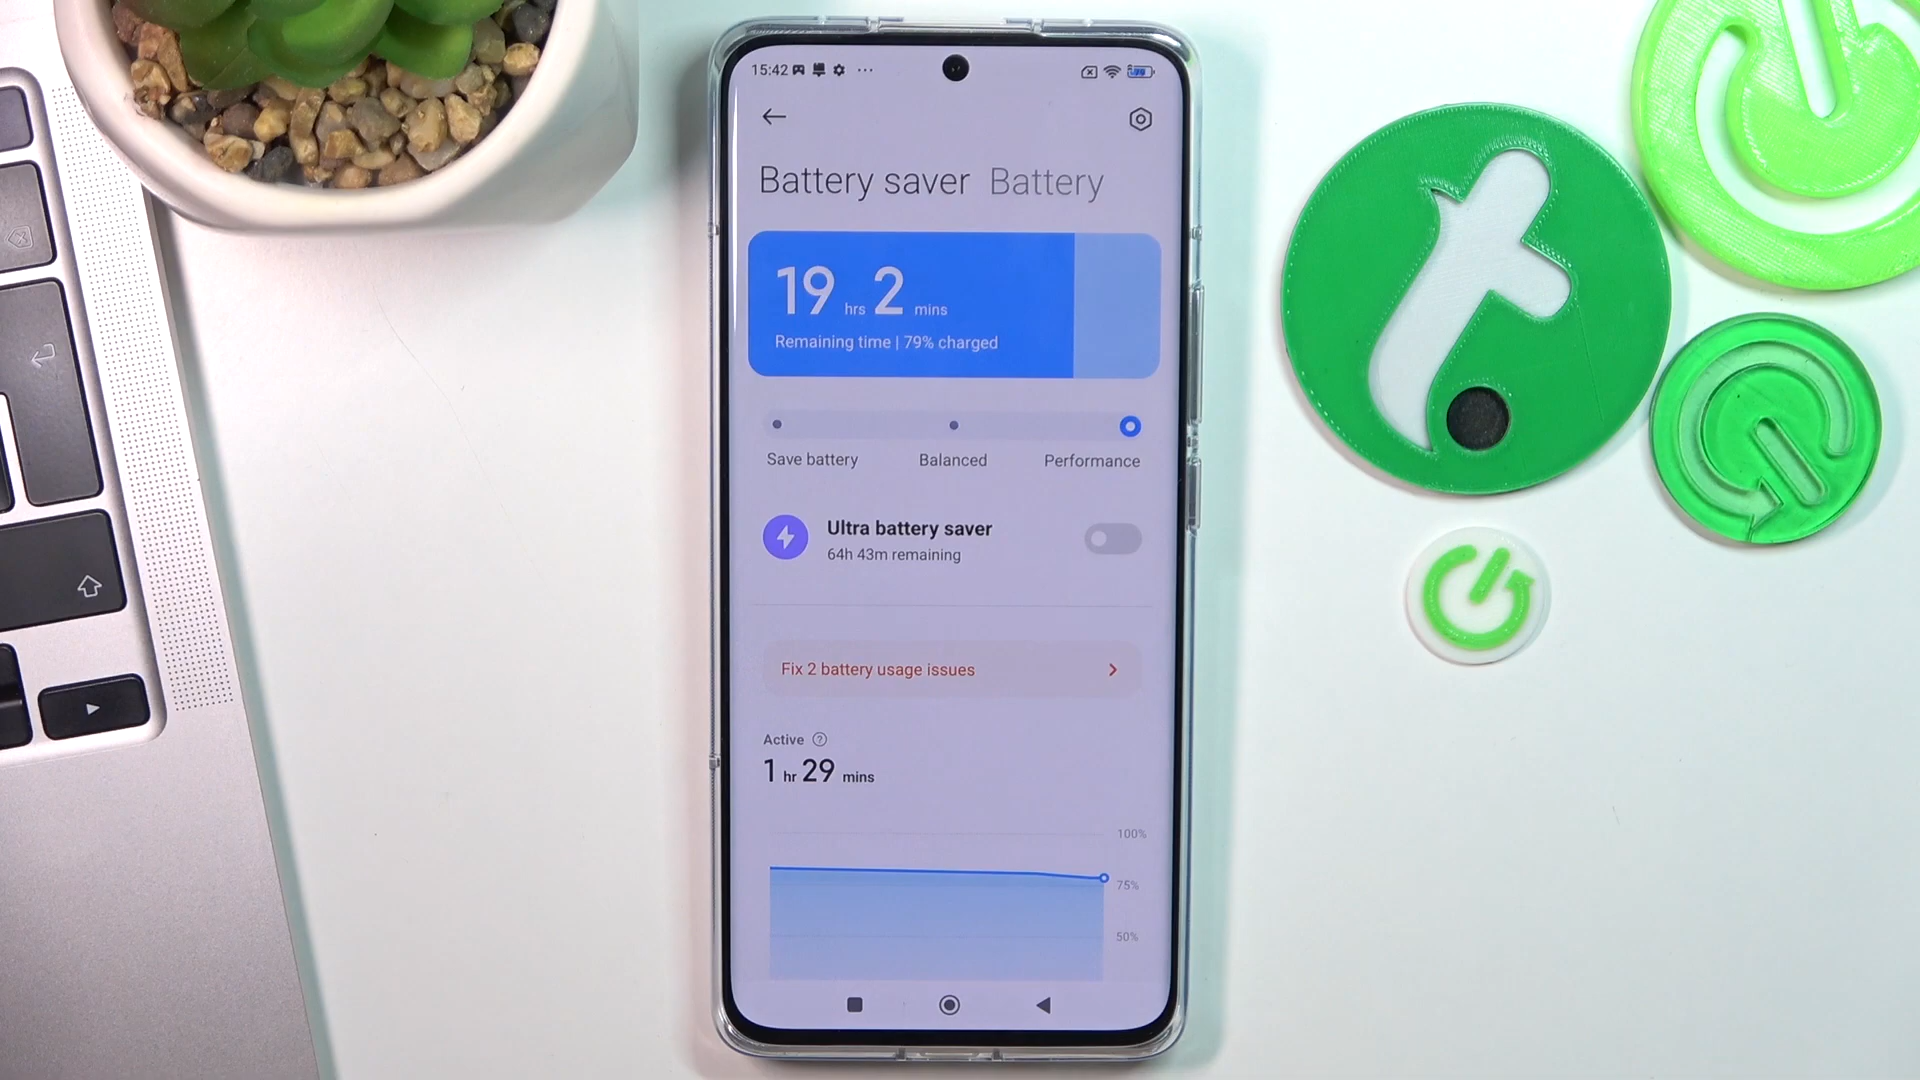 15:42
Battery saver Battery
19 hrs 2 mins
Remaining time | 79% charged
Save battery Balanced Performance
Ultra battery saver
64h 43m remaining
Fix 2 battery usage issues
Active ?
1 hr 29 mins
100%
75%
50%